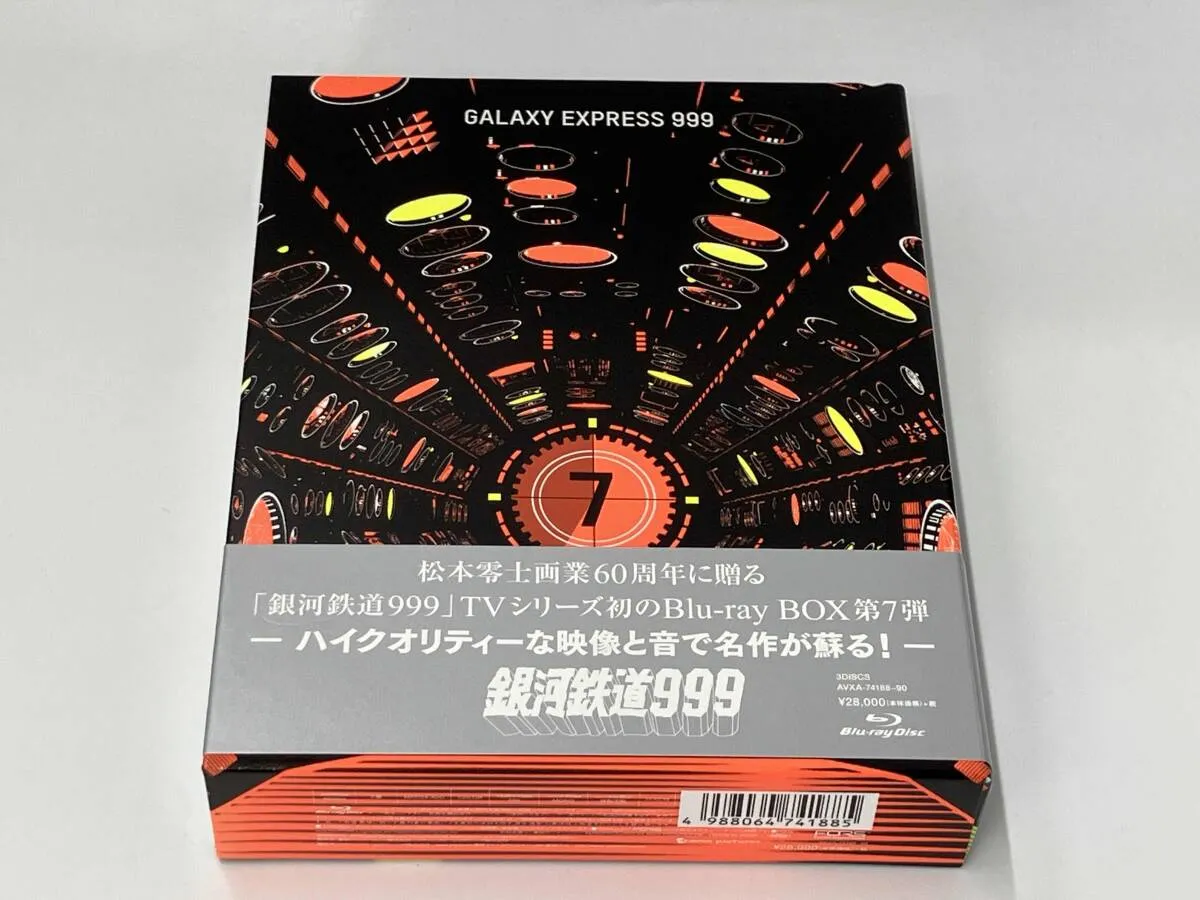 GALAXY EXPRESS 999
7
松本零士画業60周年に贈る
「銀河鉄道999」TVシリーズ初のBlu-ray BOX第7弾
― ハイクオリティーな映像と音で名作が蘇る! ―
銀河鉄道999
3DISCS
AVXA-74188~90
¥28,000(本体価格)+税
Blu-ray Disc
4 988064 741885